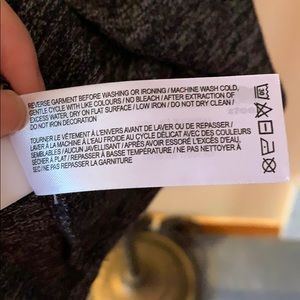 REVERSE GARMENT BEFORE WASHING OR IRONING / MACHINE WASH COLD,
GENTLE CYCLE WITH LIKE COLOURS / NO BLEACH / AFTER EXTRACTION OF
EXCESS WATER, DRY ON FLAT SURFACE / LOW IRON / DO NOT DRY CLEAN /
DO NOT IRON DECORATION
TOURNER LE VÊTEMENT À L'ENVERS AVANT DE LAVER OU DE REPASSER /
LAVER À LA MACHINE À L'EAU FROIDE AU CYCLE DÉLICAT AVEC DES COULEURS
SEMBLABLES / AUCUN JAVELLISANT / APRÈS AVOIR ESSORÉ L'EXCÈS D'EAU,
SÉCHER À PLAT / REPASSER À BASSE TEMPÉRATURE / NE PAS NETTOYER À
SEC / NE PAS REPASSER LA GARNITURE